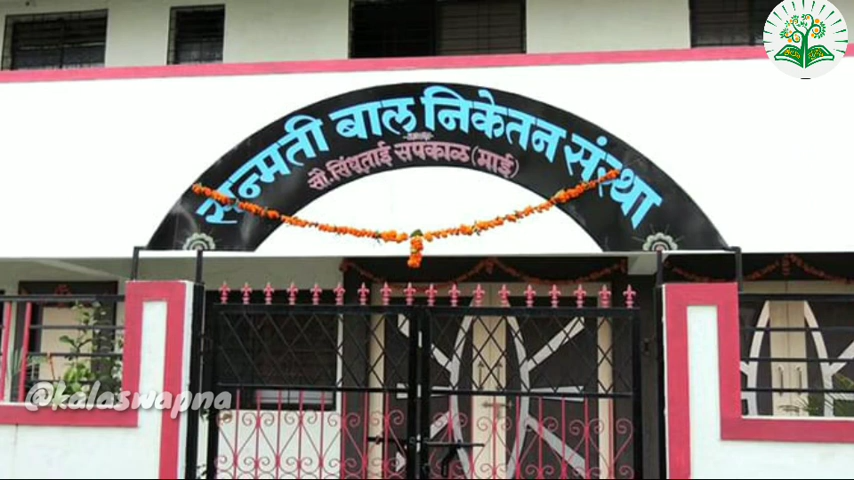 सन्मती बाल निकेतन संस्था
सौ. सिंधुताई सपकाळ (माई)
@kalaswapna